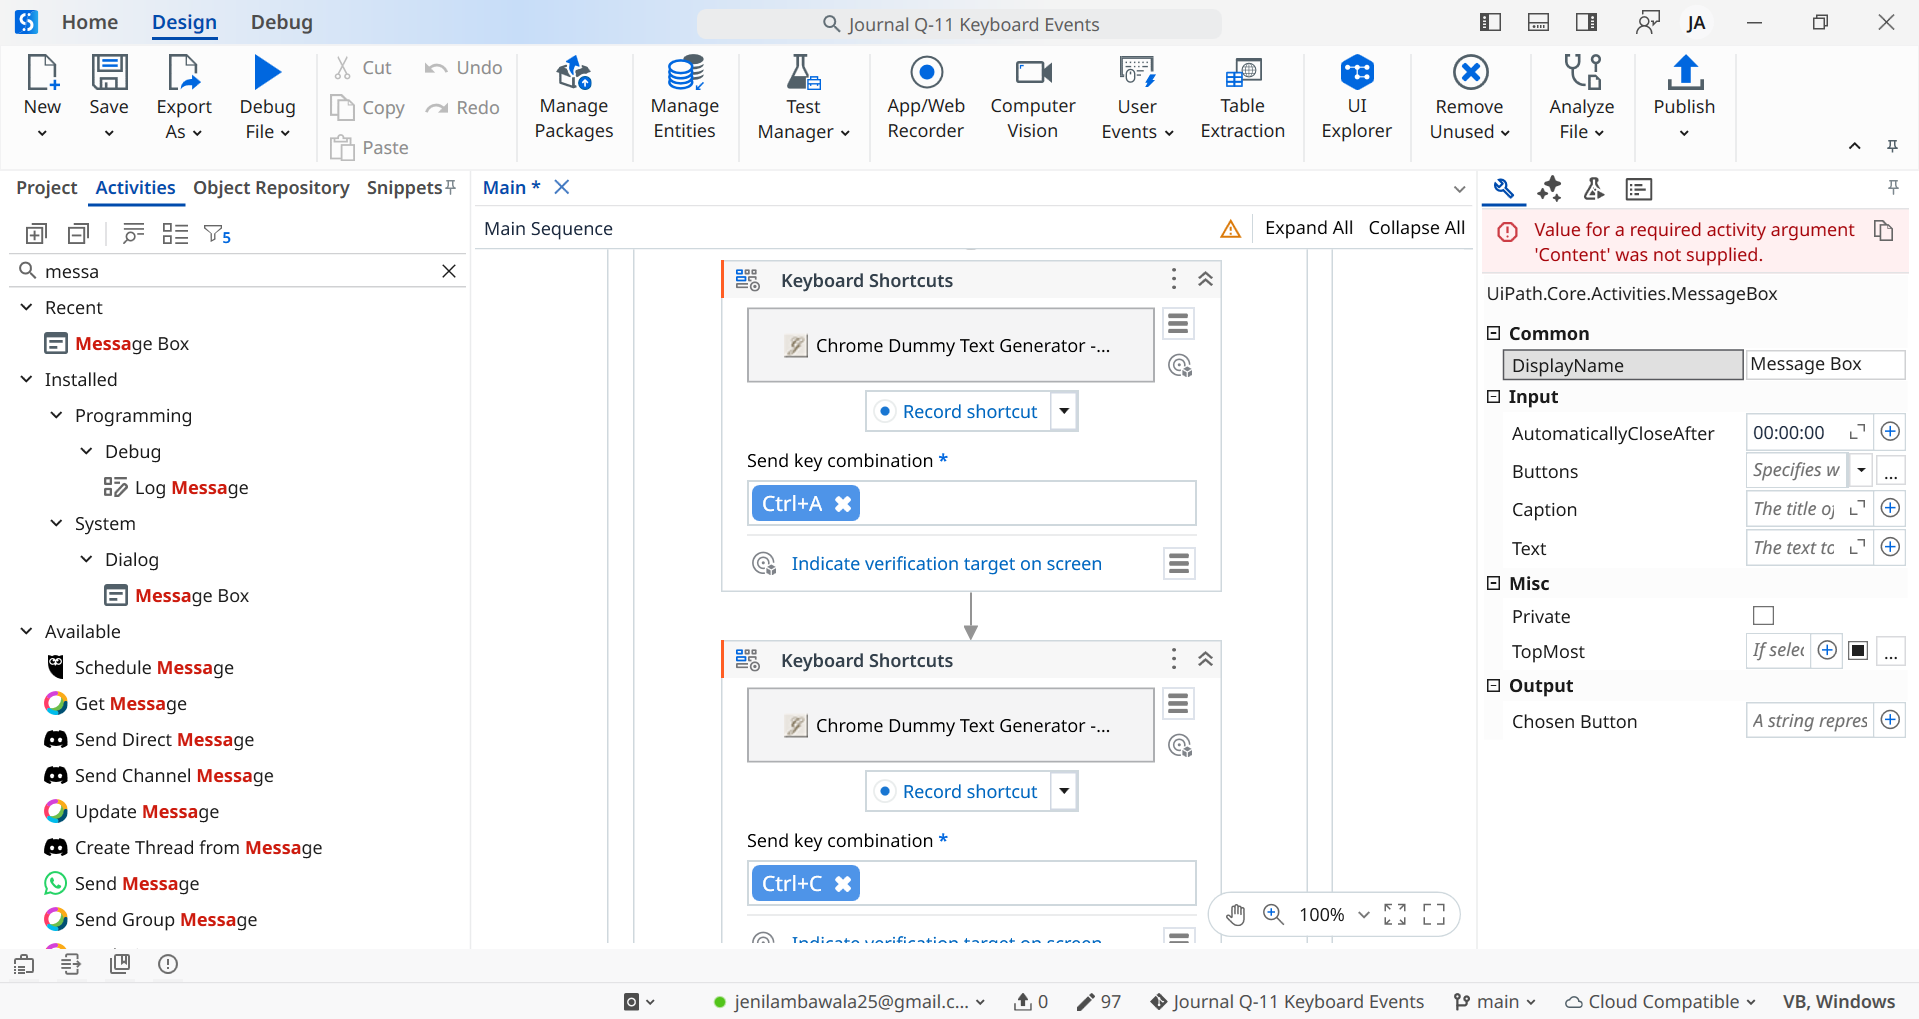 Home Design Debug
Journal Q-11 Keyboard Events
JA
New
Save
Export As
Debug File
Cut
Copy
Paste
Undo
Redo
Manage Packages
Manage Entities
Test Manager
App/Web Recorder
Computer Vision
User Events
Table Extraction
UI Explorer
Remove Unused
Analyze File
Publish
Project Activities Object Repository Snippets
5
messa
Recent
Message Box
Installed
Programming
Debug
Log Message
System
Dialog
Message Box
Available
Schedule Message
Get Message
Send Direct Message
Send Channel Message
Update Message
Create Thread from Message
Send Message
Send Group Message
Main *
Main Sequence
Expand All Collapse All
Keyboard Shortcuts
Chrome Dummy Text Generator -...
Record shortcut
Send key combination *
Ctrl+A
Indicate verification target on screen
Keyboard Shortcuts
Chrome Dummy Text Generator -...
Record shortcut
Send key combination *
Ctrl+C
Indicate verification target on screen
100%
Value for a required activity argument
'Content' was not supplied.
UiPath.Core.Activities.MessageBox
Common
DisplayName Message Box
Input
AutomaticallyCloseAfter 00:00:00
Buttons Specifies w ...
Caption The title of
Text The text to
Misc
Private
TopMost If selec ...
Output
Chosen Button A string repres
jenilambawala25@gmail.c... 0 97 Journal Q-11 Keyboard Events main Cloud Compatible VB, Windows